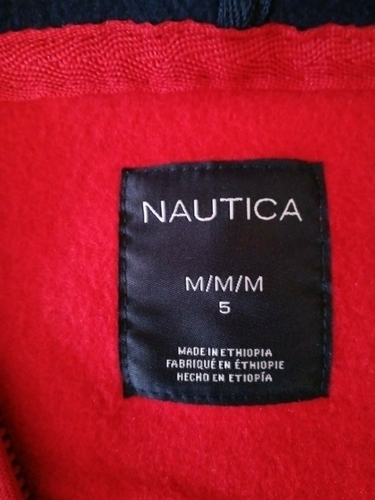 NAUTICA
M/M/M
5
MADE IN ETHIOPIA
FABRIQUÉ EN ÉTHIOPIE
HECHO EN ETIOPÍA